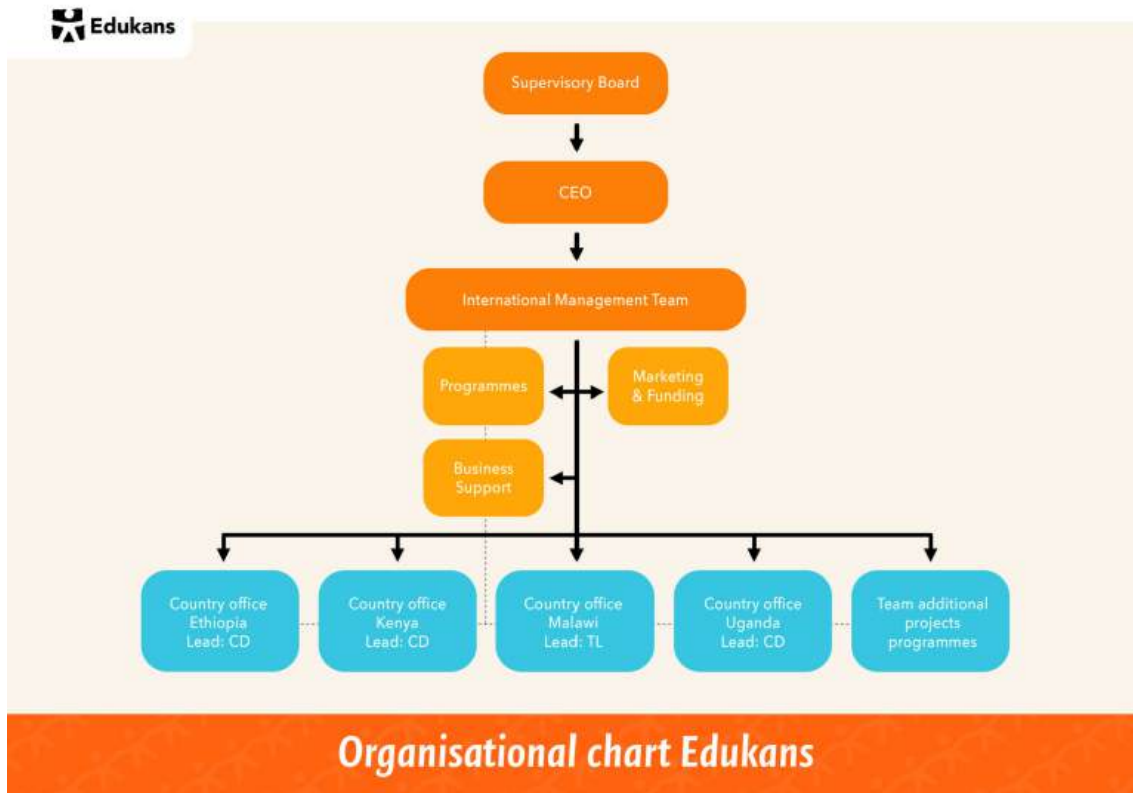 Edukans
Supervisory Board
CEO
International Management Team
Programmes
Marketing
& Funding
Business
Support
Country office
Ethiopia
Lead: CD
Country office
Kenya
Lead: CD
Country office
Malawi
Lead: TL
Country office
Uganda
Lead: CD
Team additional
projects
programmes
Organisational chart Edukans